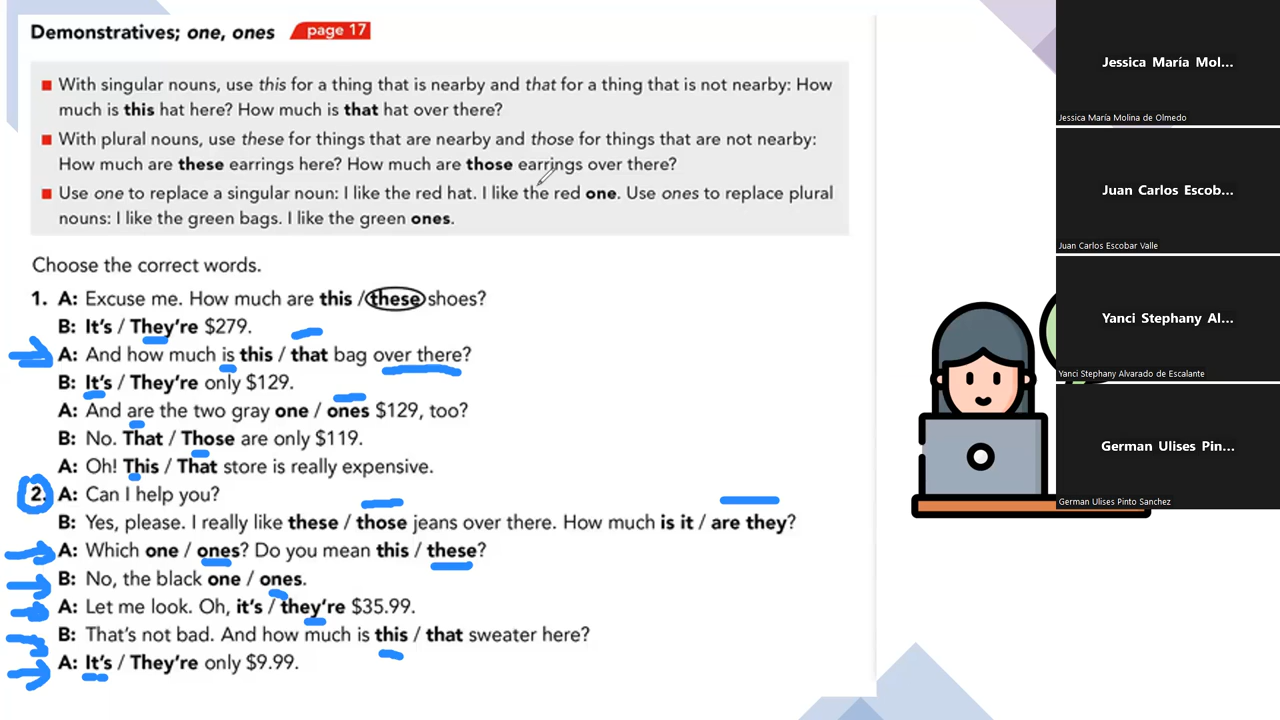 Demonstratives; one, ones page 17
■ With singular nouns, use this for a thing that is nearby and that for a thing that is not nearby: How
much is this hat here? How much is that hat over there?
■ With plural nouns, use these for things that are nearby and those for things that are not nearby:
How much are these earrings here? How much are those earrings over there?
■ Use one to replace a singular noun: I like the red hat. I like the red one. Use ones to replace plural
nouns: I like the green bags. I like the green ones.
Choose the correct words.
1. A: Excuse me. How much are this / these shoes?
B: It's / They're $279.
A: And how much is this / that bag over there?
B: It's / They're only $129.
A: And are the two gray one / ones $129, too?
B: No. That / Those are only $119.
A: Oh! This / That store is really expensive.
2. A: Can I help you?
B: Yes, please. I really like these / those jeans over there. How much is it / are they?
A: Which one / ones? Do you mean this / these?
B: No, the black one / ones.
A: Let me look. Oh, it's / they're $35.99.
B: That's not bad. And how much is this / that sweater here?
A: It's / They're only $9.99.
Jessica María Mol...
Jessica María Molina de Olmedo
Juan Carlos Escob...
Juan Carlos Escobar Valle
Yanci Stephany Al...
Yanci Stephany Alvarado de Escalante
German Ulises Pin...
German Ulises Pinto Sanchez